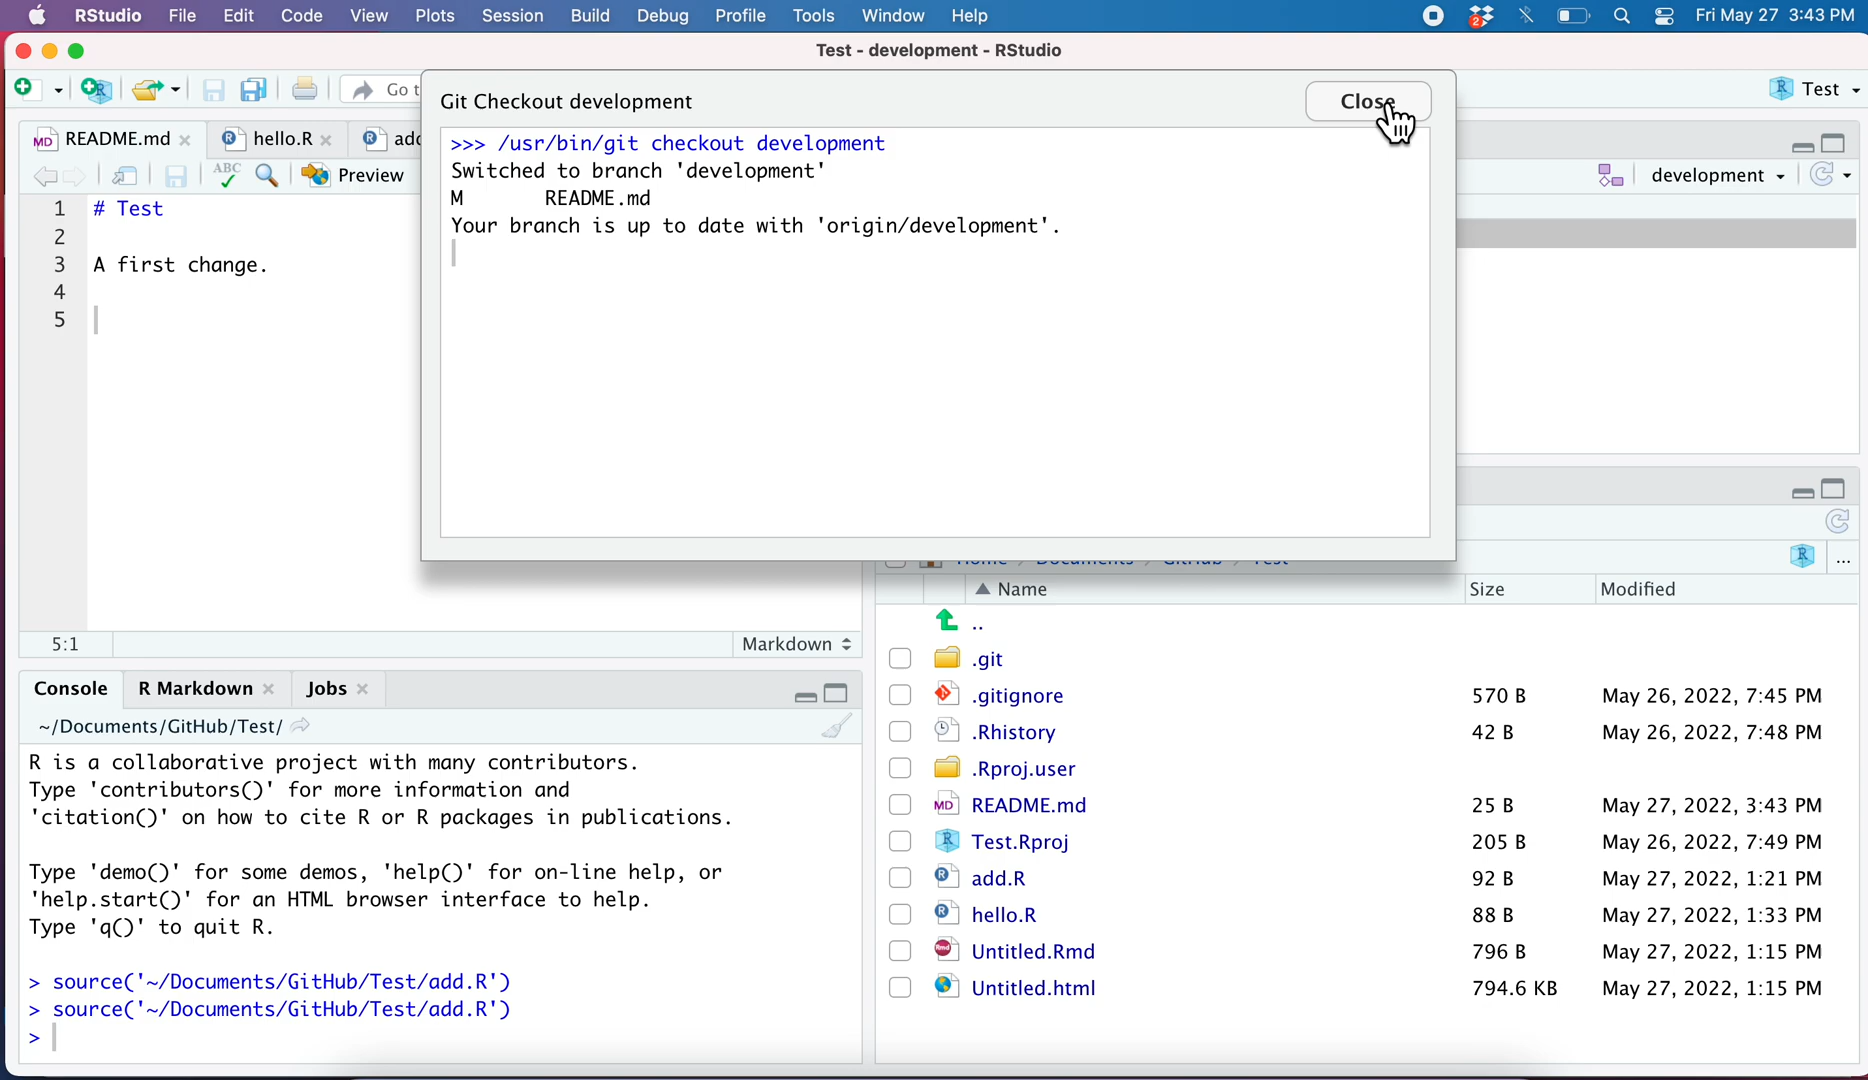 RStudio File Edit Code View Plots Session Build Debug Profile Tools Window Help 2 Fri May 27 3:43 PM
Test - development - RStudio
Go t
Test
Git Checkout development Close
>>> /usr/bin/git checkout development
Switched to branch 'development'
M README.md
Your branch is up to date with 'origin/development'.
MD README.md hello.R add
ABC Preview
development
1 # Test
2
3 A first change.
4
5
5:1 Markdown
Console R Markdown Jobs
~/Documents/GitHub/Test/
R is a collaborative project with many contributors.
Type 'contributors()' for more information and
'citation()' on how to cite R or R packages in publications.
Type 'demo()' for some demos, 'help()' for on-line help, or
'help.start()' for an HTML browser interface to help.
Type 'q()' to quit R.
> source('~/Documents/GitHub/Test/add.R')
> source('~/Documents/GitHub/Test/add.R')
>
Home Documents GitHub Test ...
Name Size Modified
..
.git
.gitignore 570 B May 26, 2022, 7:45 PM
.Rhistory 42 B May 26, 2022, 7:48 PM
.Rproj.user
MD README.md 25 B May 27, 2022, 3:43 PM
Test.Rproj 205 B May 26, 2022, 7:49 PM
add.R 92 B May 27, 2022, 1:21 PM
hello.R 88 B May 27, 2022, 1:33 PM
Untitled.Rmd 796 B May 27, 2022, 1:15 PM
Untitled.html 794.6 KB May 27, 2022, 1:15 PM